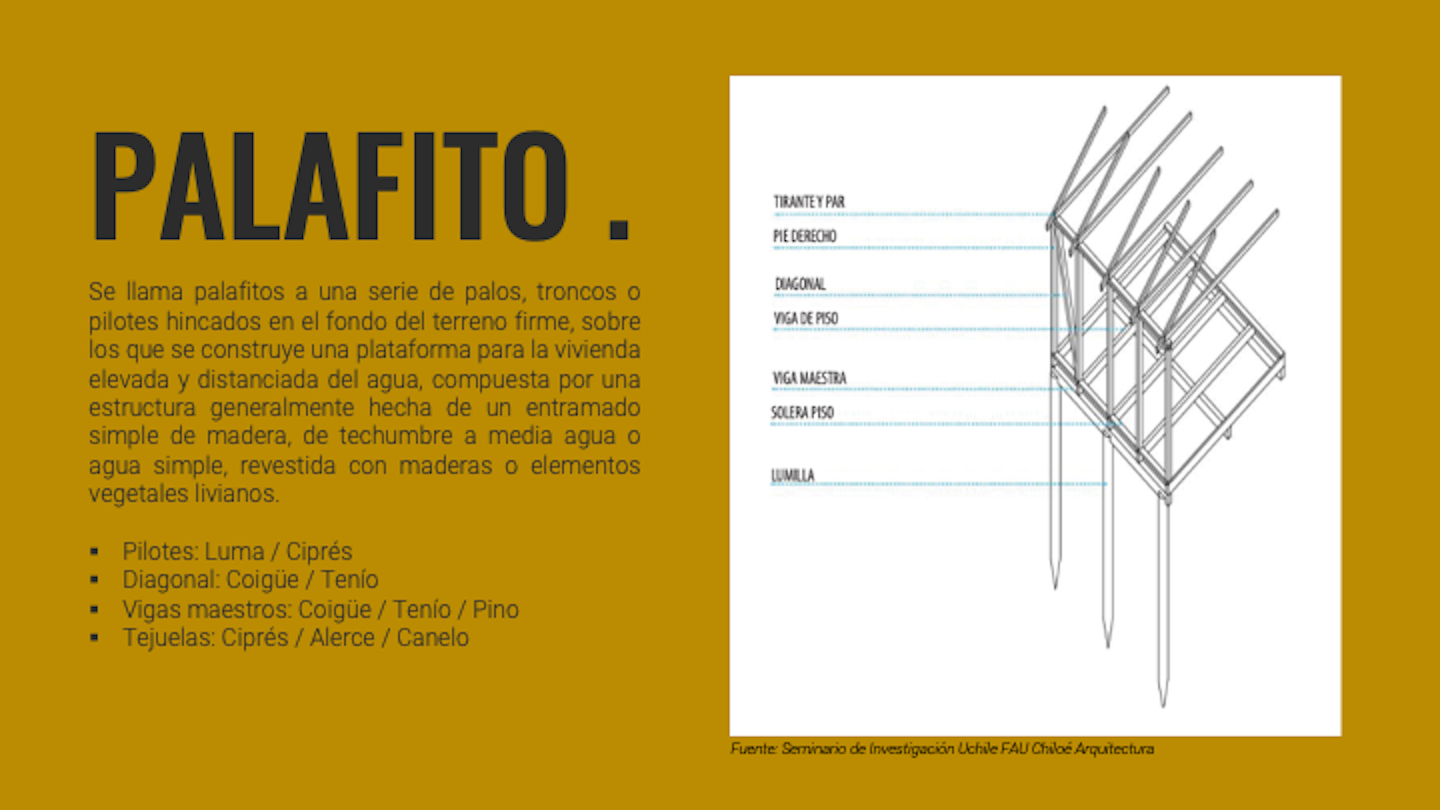 PALAFITO .
Se llama palafitos a una serie de palos, troncos o
pilotes hincados en el fondo del terreno firme, sobre
los que se construye una plataforma para la vivienda
elevada y distanciada del agua, compuesta por una
estructura generalmente hecha de un entramado
simple de madera, de techumbre a media agua o
agua simple, revestida con maderas o elementos
vegetales livianos.
▪ Pilotes: Luma / Ciprés
▪ Diagonal: Coigüe / Tenío
▪ Vigas maestros: Coigüe / Tenío / Pino
▪ Tejuelas: Ciprés / Alerce / Canelo
TIRANTE Y PAR
PIE DERECHO
DIAGONAL
VIGA DE PISO
VIGA MAESTRA
SOLERA PISO
LUMILLA
Fuente: Seminario de Investigación Uchile FAU Chiloé Arquitectura